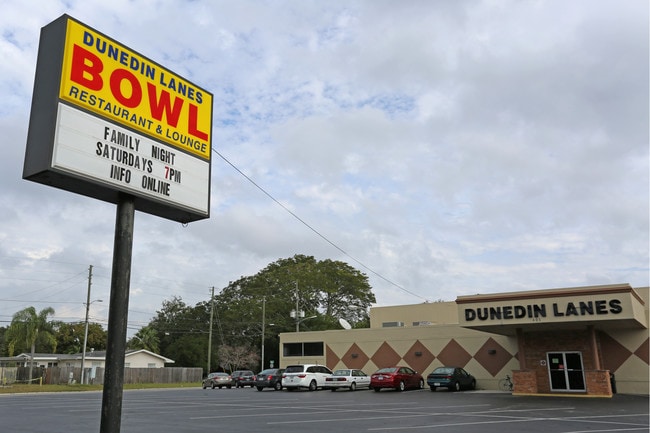 DUNEDIN LANES
BOWL
RESTAURANT & LOUNGE
FAMILY NIGHT
SATURDAYS 7PM
INFO ONLINE
DUNEDIN LANES